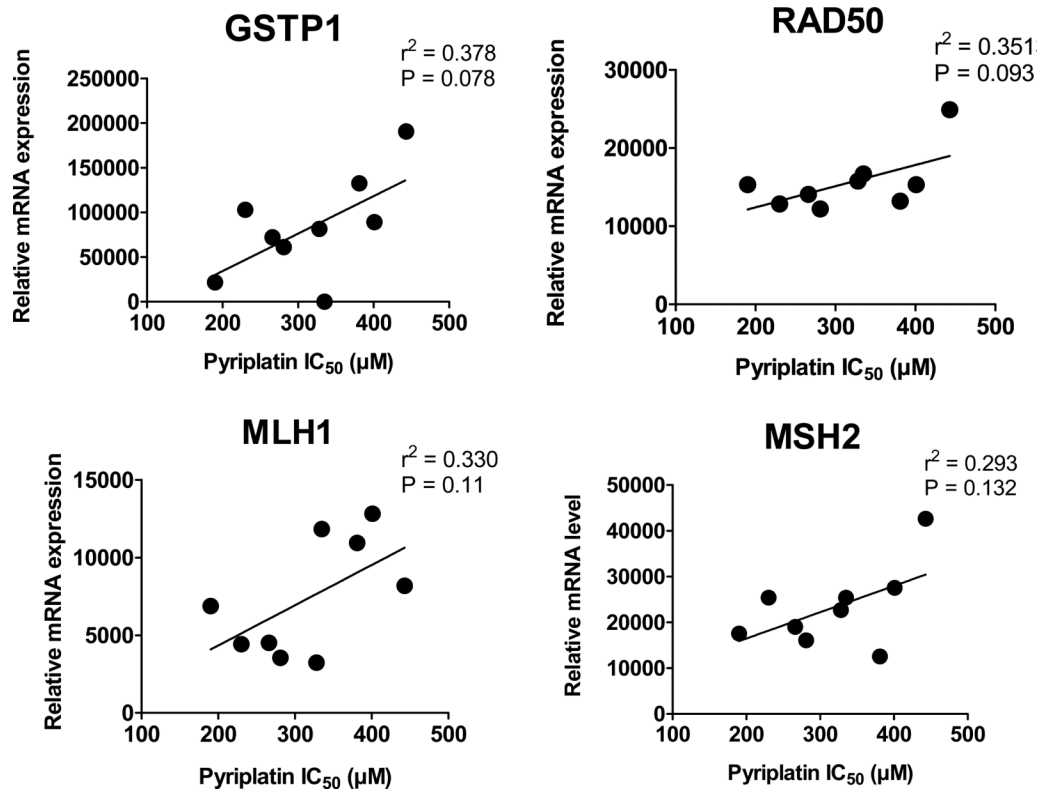 GSTP1
r² = 0.378
P = 0.078
Relative mRNA expression
250000
200000
150000
100000
50000
0
100 200 300 400 500
Pyriplatin IC₅₀ (µM)
RAD50
r² = 0.351
P = 0.093
Relative mRNA expression
30000
20000
10000
0
100 200 300 400 500
Pyriplatin IC₅₀ (µM)
MLH1
r² = 0.330
P = 0.11
Relative mRNA expression
15000
10000
5000
0
100 200 300 400 500
Pyriplatin IC₅₀ (µM)
MSH2
r² = 0.293
P = 0.132
Relative mRNA level
50000
40000
30000
20000
10000
0
100 200 300 400 500
Pyriplatin IC₅₀ (µM)